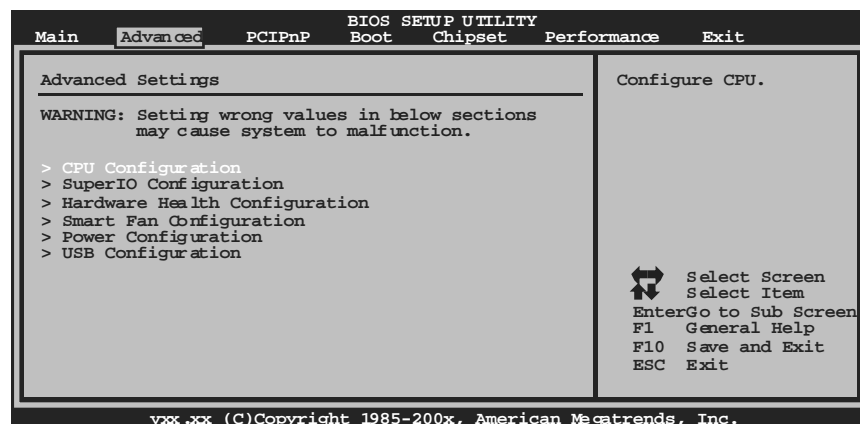 BIOS SETUP UTILITY
Main Advanced PCIPnP Boot Chipset Performance Exit
Advanced Settings
WARNING: Setting wrong values in below sections
may cause system to malfunction.
> CPU Configuration
> SuperIO Configuration
> Hardware Health Configuration
> Smart Fan Configuration
> Power Configuration
> USB Configuration
Configure CPU.
Select Screen
Select Item
Enter Go to Sub Screen
F1 General Help
F10 Save and Exit
ESC Exit
vxx.xx (C)Copyright 1985-200x, American Megatrends, Inc.